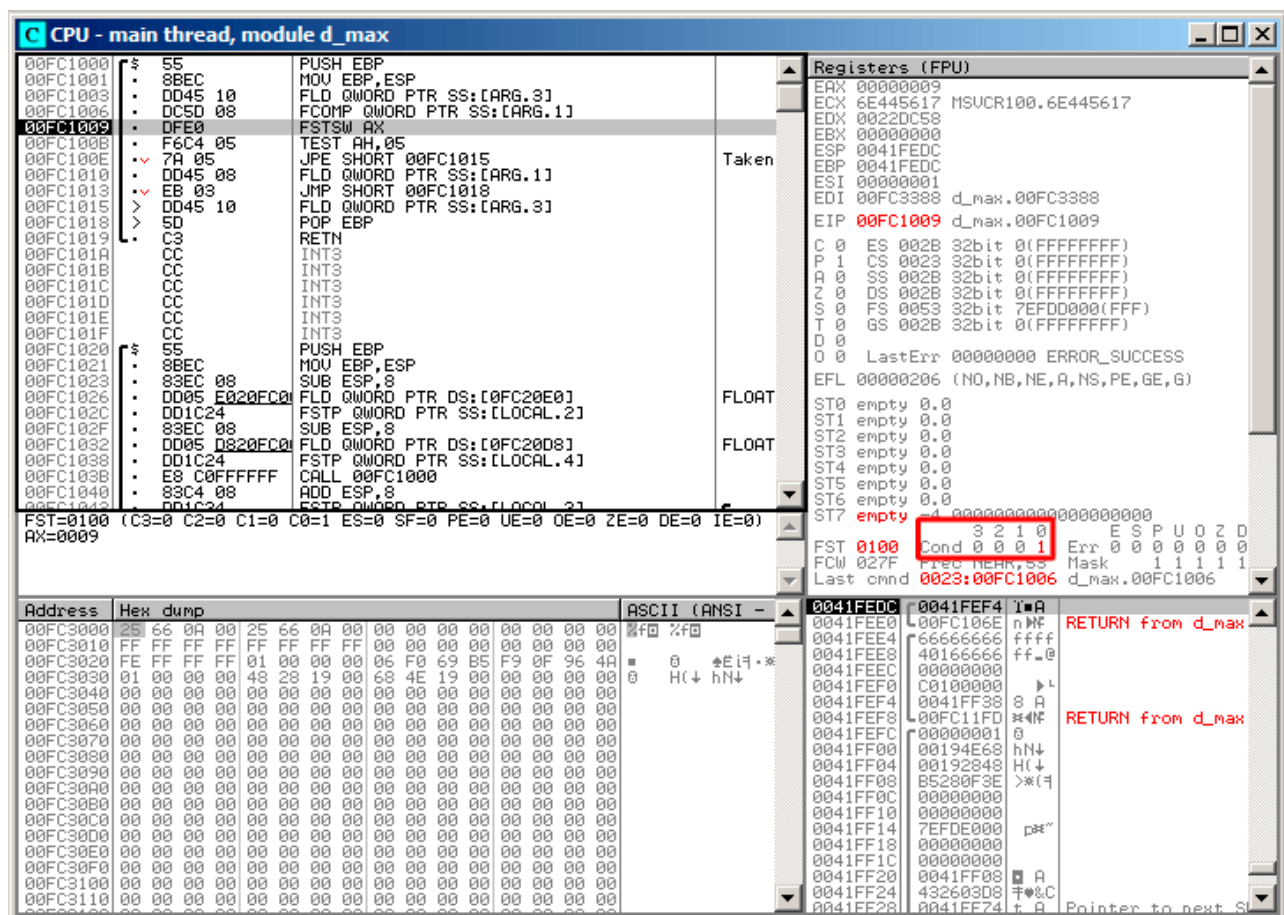 C CPU - main thread, module d_max
00FC1000 $ 55 PUSH EBP
00FC1001 . 8BEC MOV EBP,ESP
00FC1003 . DD45 10 FLD QWORD PTR SS:[ARG.3]
00FC1006 . DC5D 08 FCOMP QWORD PTR SS:[ARG.1]
00FC1009 . DFE0 FSTSW AX
00FC100B . F6C4 05 TEST AH,05
00FC100E . 7A 05 JPE SHORT 00FC1015 Taken
00FC1010 . DD45 08 FLD QWORD PTR SS:[ARG.1]
00FC1013 . EB 03 JMP SHORT 00FC1018
00FC1015 > DD45 10 FLD QWORD PTR SS:[ARG.3]
00FC1018 > 5D POP EBP
00FC1019 . C3 RETN
00FC101A CC INT3
00FC101B CC INT3
00FC101C CC INT3
00FC101D CC INT3
00FC101E CC INT3
00FC101F CC INT3
00FC1020 $ 55 PUSH EBP
00FC1021 . 8BEC MOV EBP,ESP
00FC1023 . 83EC 08 SUB ESP,8
00FC1026 . DD05 E020FC0 FLD QWORD PTR DS:[0FC20E0] FLOAT
00FC102C . DD1C24 FSTP QWORD PTR SS:[LOCAL.2]
00FC102F . 83EC 08 SUB ESP,8
00FC1032 . DD05 D820FC0 FLD QWORD PTR DS:[0FC20D8] FLOAT
00FC1038 . DD1C24 FSTP QWORD PTR SS:[LOCAL.4]
00FC103B . E8 C0FFFFFF CALL 00FC1000
00FC1040 . 83C4 08 ADD ESP,8
FST=0100 (C3=0 C2=0 C1=0 C0=1 ES=0 SF=0 PE=0 UE=0 OE=0 ZE=0 DE=0 IE=0)
AX=0009
Registers (FPU)
EAX 00000009
ECX 6E445617 MSVCR100.6E445617
EDX 0022DC58
EBX 00000000
ESP 0041FEDC
EBP 0041FEDC
ESI 00000001
EDI 00FC3388 d_max.00FC3388
EIP 00FC1009 d_max.00FC1009
C 0 ES 002B 32bit 0(FFFFFFFF)
P 1 CS 0023 32bit 0(FFFFFFFF)
A 0 SS 002B 32bit 0(FFFFFFFF)
Z 0 DS 002B 32bit 0(FFFFFFFF)
S 0 FS 0053 32bit 7EFDD000(FFF)
T 0 GS 002B 32bit 0(FFFFFFFF)
D 0
O 0 LastErr 00000000 ERROR_SUCCESS
EFL 00000206 (NO,NB,NE,A,NS,PE,GE,G)
ST0 empty 0.0
ST1 empty 0.0
ST2 empty 0.0
ST3 empty 0.0
ST4 empty 0.0
ST5 empty 0.0
ST6 empty 0.0
ST7 empty -4.0000000000000000000
3 2 1 0 E S P U O Z D
FST 0100 Cond 0 0 0 1 Err 0 0 0 0 0 0 0
FCW 027F Prec NEAR,53 Mask 1 1 1 1 1
Last cmnd 0023:00FC1006 d_max.00FC1006
Address Hex dump ASCII (ANSI -
00FC3000 25 66 0A 00 25 66 0A 00 00 00 00 00 00 00 00 00 %f %f
00FC3010 FF FF FF FF FF FF FF FF 00 00 00 00 00 00 00 00
00FC3020 FE FF FF FF 01 00 00 00 06 F0 69 B5 F9 0F 96 4A
00FC3030 01 00 00 00 48 28 19 00 68 4E 19 00 00 00 00 00 H(↓ hN↓
00FC3040 00 00 00 00 00 00 00 00 00 00 00 00 00 00 00 00
00FC3050 00 00 00 00 00 00 00 00 00 00 00 00 00 00 00 00
00FC3060 00 00 00 00 00 00 00 00 00 00 00 00 00 00 00 00
00FC3070 00 00 00 00 00 00 00 00 00 00 00 00 00 00 00 00
00FC3080 00 00 00 00 00 00 00 00 00 00 00 00 00 00 00 00
00FC3090 00 00 00 00 00 00 00 00 00 00 00 00 00 00 00 00
00FC30A0 00 00 00 00 00 00 00 00 00 00 00 00 00 00 00 00
00FC30B0 00 00 00 00 00 00 00 00 00 00 00 00 00 00 00 00
00FC30C0 00 00 00 00 00 00 00 00 00 00 00 00 00 00 00 00
00FC30D0 00 00 00 00 00 00 00 00 00 00 00 00 00 00 00 00
00FC30E0 00 00 00 00 00 00 00 00 00 00 00 00 00 00 00 00
00FC30F0 00 00 00 00 00 00 00 00 00 00 00 00 00 00 00 00
00FC3100 00 00 00 00 00 00 00 00 00 00 00 00 00 00 00 00
00FC3110 00 00 00 00 00 00 00 00 00 00 00 00 00 00 00 00
0041FEDC 0041FEF4
0041FEE0 00FC106E RETURN from d_max
0041FEE4 66666666 ffff
0041FEE8 40166666 ff
0041FEEC 00000000
0041FEF0 C0100000
0041FEF4 0041FF38 8 A
0041FEF8 00FC11FD RETURN from d_max
0041FEFC 00000001
0041FF00 00194E68 hN↓
0041FF04 00192848 H(↓
0041FF08 B5280F3E
0041FF0C 00000000
0041FF10 00000000
0041FF14 7EFDE000
0041FF18 00000000
0041FF1C 00000000
0041FF20 0041FF08
0041FF24 432603D8
0041FF28 0041FF74 t A Pointer to next